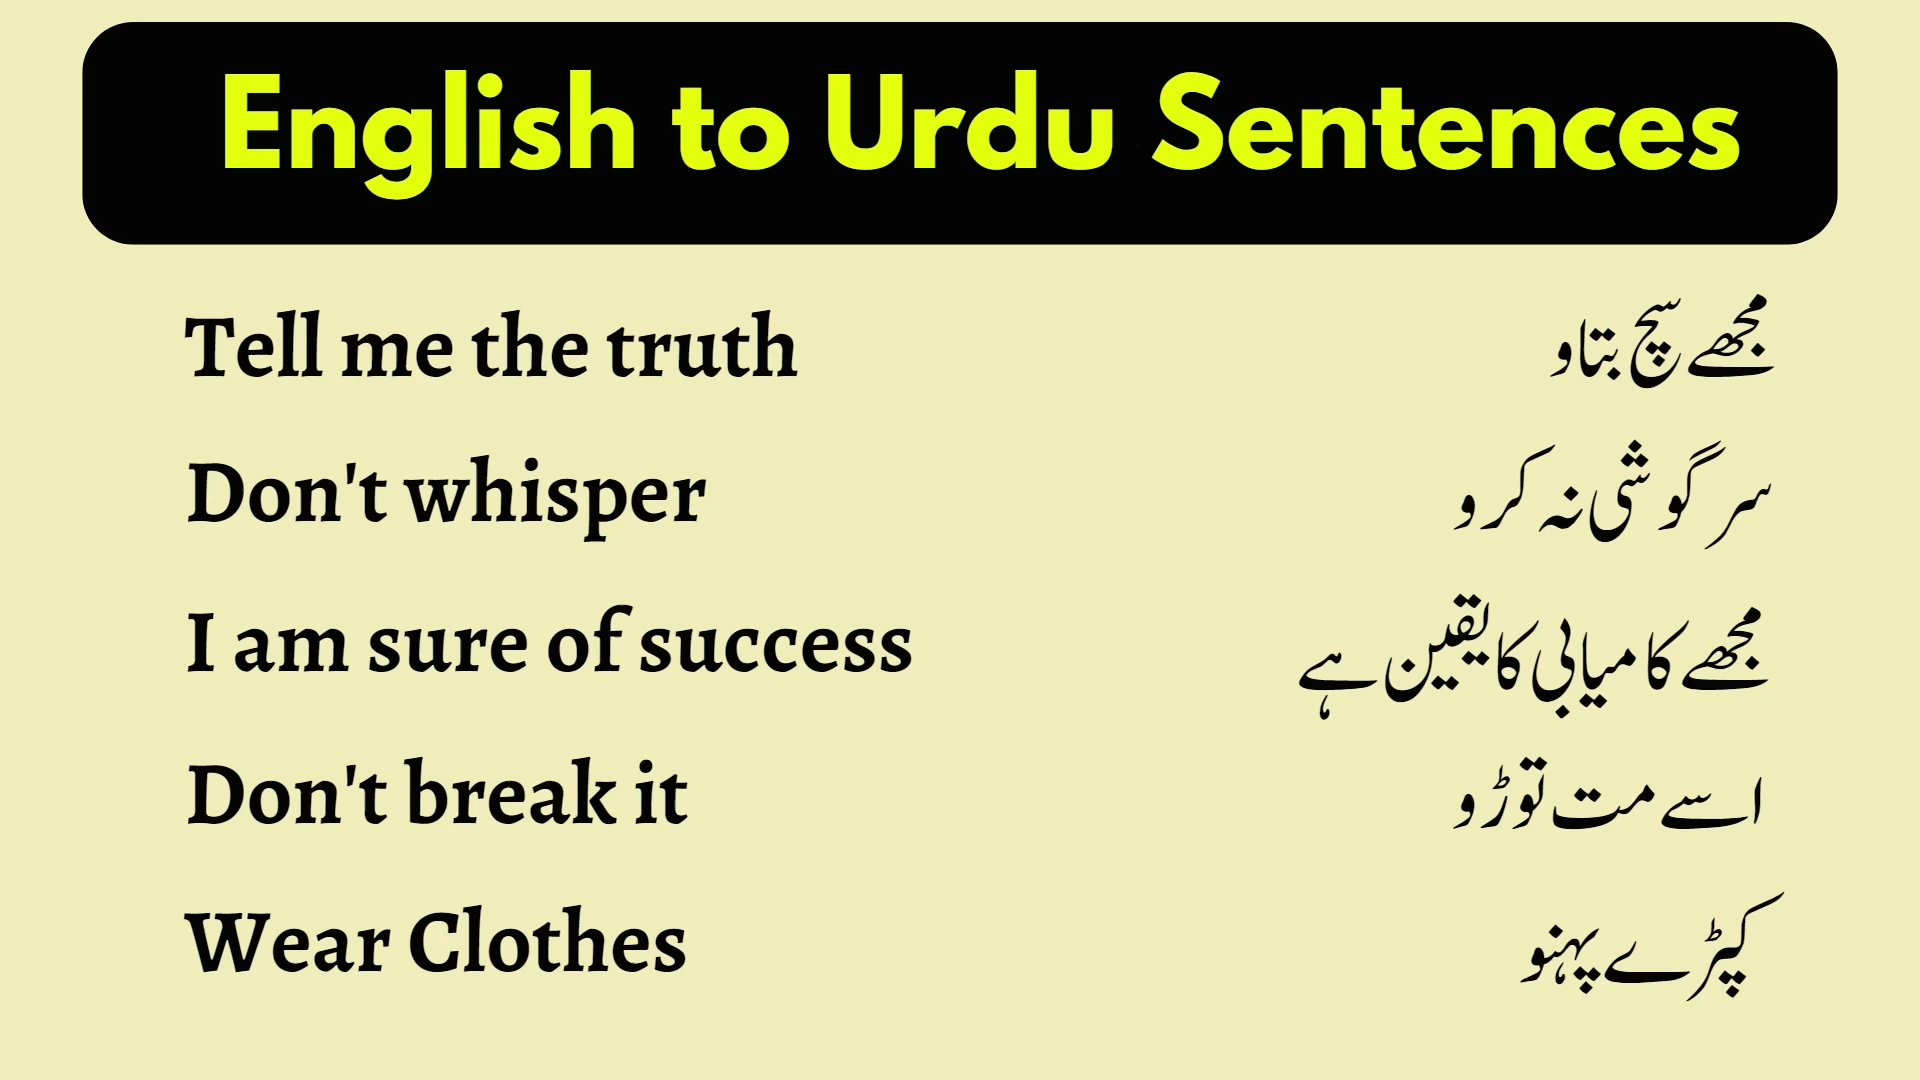 English to Urdu Sentences
Tell me the truth مجھے سچ بتاو
Don't whisper سرگوشی نہ کرو
I am sure of success مجھے کامیابی کا یقین ہے
Don't break it اسے مت توڑو
Wear Clothes کپڑے پہنو